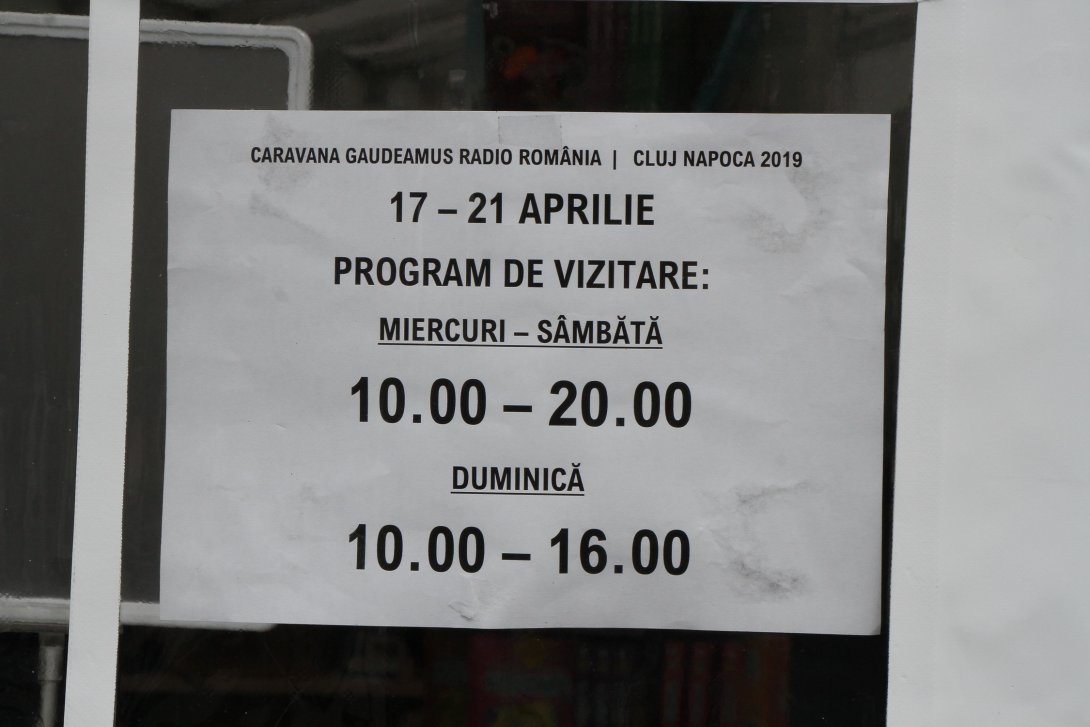 CARAVANA GAUDEAMUS RADIO ROMÂNIA | CLUJ NAPOCA 2019
17 – 21 APRILIE
PROGRAM DE VIZITARE:
MIERCURI – SÂMBĂTĂ
10.00 – 20.00
DUMINICĂ
10.00 – 16.00